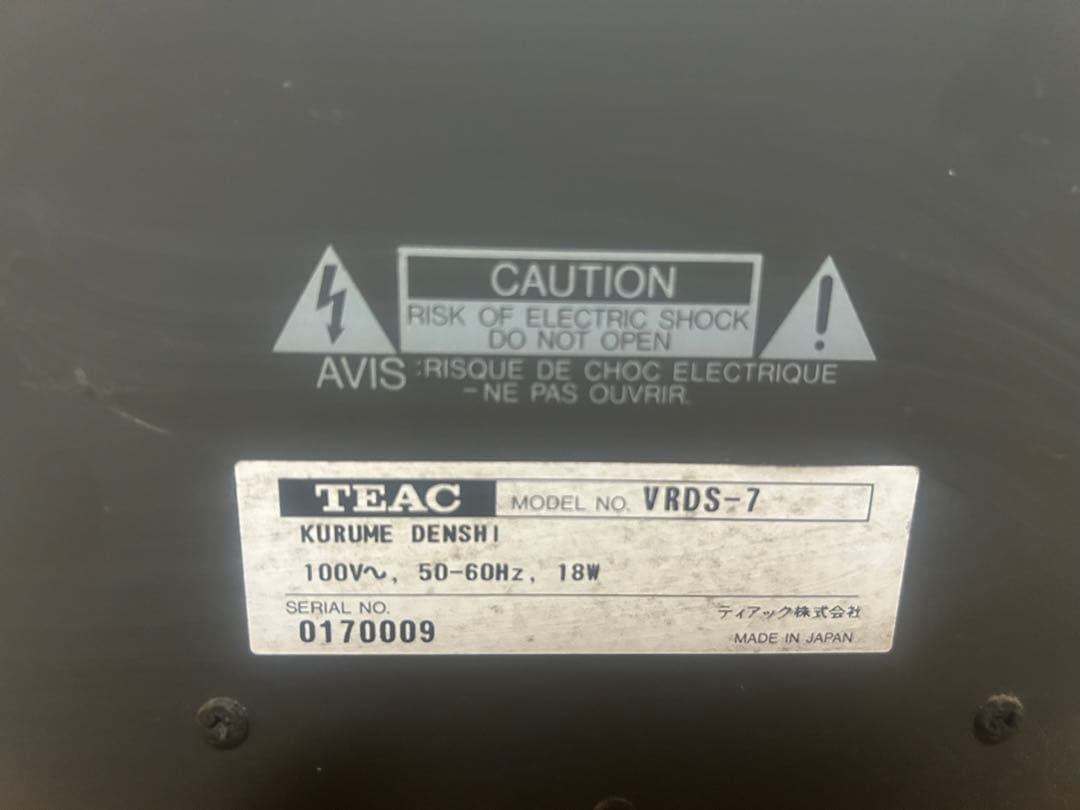 CAUTION
RISK OF ELECTRIC SHOCK
DO NOT OPEN
AVIS :RISQUE DE CHOC ELECTRIQUE
-NE PAS OUVRIR.
TEAC MODEL NO. VRDS-7
KURUME DENSHI
100V~, 50-60Hz, 18W
SERIAL NO.
0170009
ティアック株式会社
MADE IN JAPAN